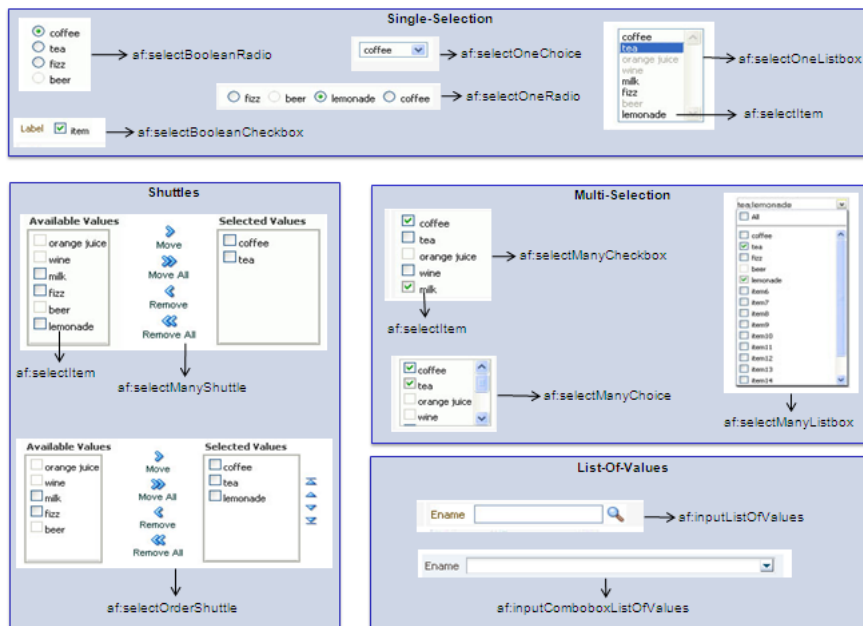 Single-Selection
coffee
tea
fizz
beer
af:selectBooleanRadio
coffee
af:selectOneChoice
coffee
tea
orange juice
wine
milk
fizz
beer
lemonade
af:selectOneListbox
af:selectItem
fizz beer lemonade coffee
af:selectOneRadio
Label item
af:selectBooleanCheckbox
Shuttles
Available Values
orange juice
wine
milk
fizz
beer
lemonade
Move
Move All
Remove
Remove All
Selected Values
coffee
tea
af:selectItem
af:selectManyShuttle
Available Values
orange juice
wine
milk
fizz
beer
Move
Move All
Remove
Remove All
Selected Values
coffee
tea
lemonade
af:selectOrderShuttle
Multi-Selection
coffee
tea
orange juice
wine
milk
af:selectManyCheckbox
af:selectItem
coffee
tea
orange juice
wine
af:selectManyChoice
tea;lemonade
All
coffee
tea
fizz
beer
lemonade
item6
item7
item8
item9
item10
item11
item12
item13
item14
af:selectManyListbox
List-Of-Values
Ename
af:inputListOfValues
Ename
af:inputComboboxListOfValues